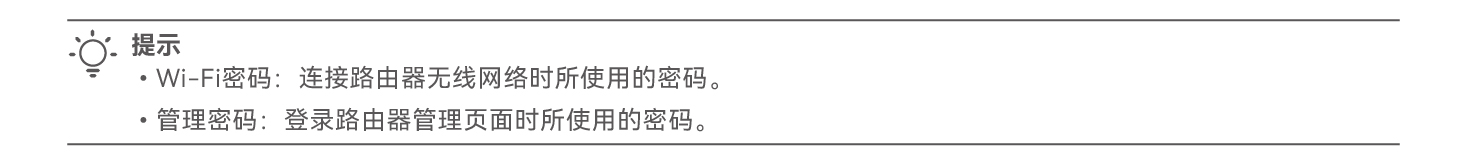 提示
• Wi-Fi密码：连接路由器无线网络时所使用的密码。
• 管理密码：登录路由器管理页面时所使用的密码。